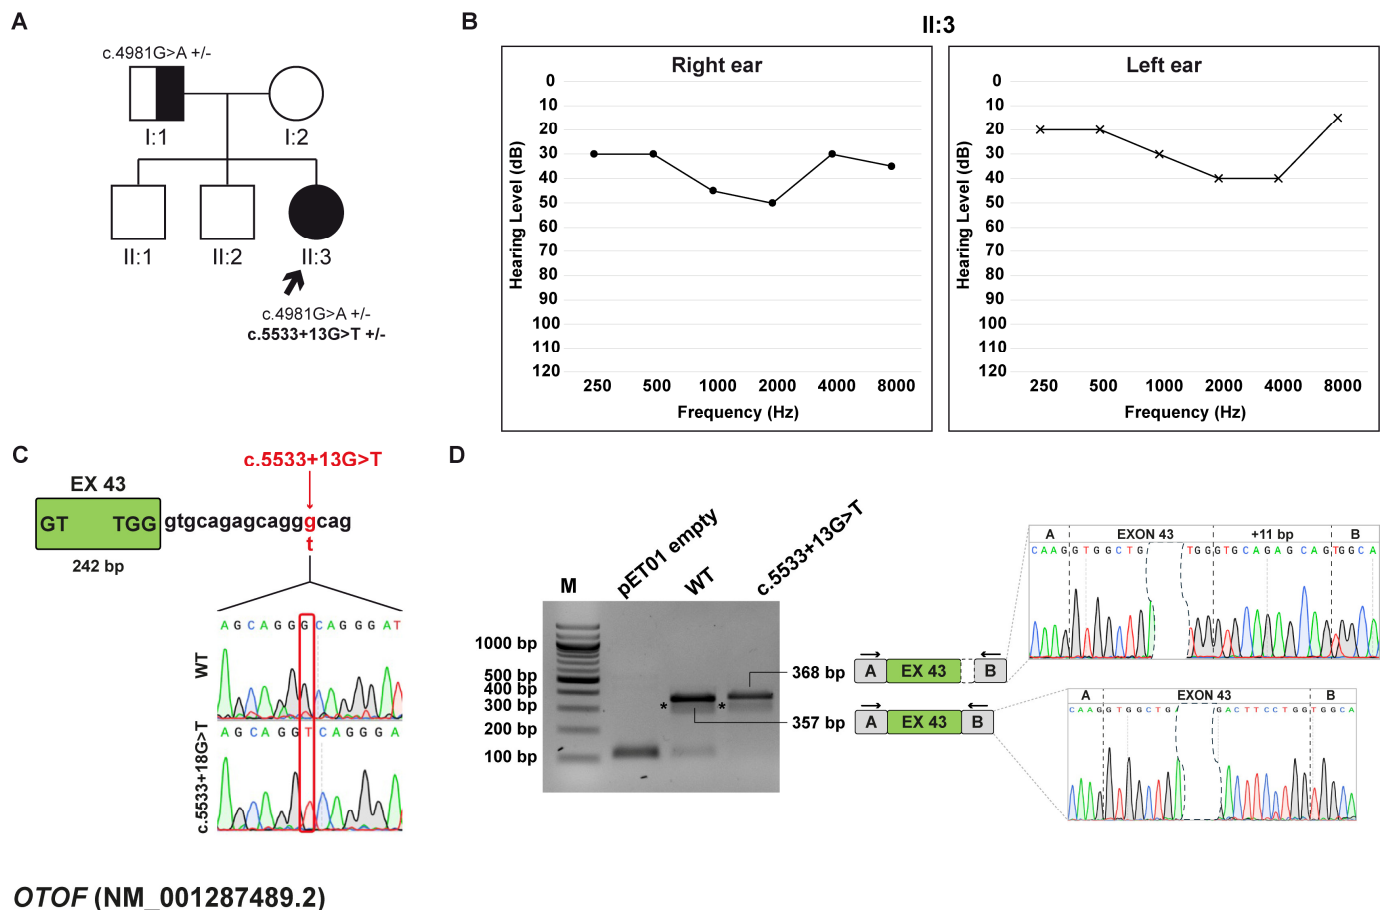 A
c.4981G>A +/-
I:1
I:2
II:1
II:2
II:3
c.4981G>A +/-
c.5533+13G>T +/-
B
II:3
Right ear
Hearing Level (dB)
0
10
20
30
40
50
60
70
80
90
100
110
120
250 500 1000 2000 4000 8000
Frequency (Hz)
Left ear
Hearing Level (dB)
0
10
20
30
40
50
60
70
80
90
100
110
120
250 500 1000 2000 4000 8000
Frequency (Hz)
C
c.5533+13G>T
EX 43
GT TGG gtgcagagcagggcag
t
242 bp
WT
A G C A G G G C A G G G A T
c.5533+18G>T
A G C A G G T C A G G G A
D
M
pET01 empty
WT
c.5533+13G>T
1000 bp
500 bp
400 bp
300 bp
200 bp
100 bp
* *
368 bp
A EX 43 B
357 bp
A EX 43 B
A EXON 43 +11 bp B
C A A G G T G G C T G T G G G T G C A G A G C A G T G G C A
A EXON 43 B
C A A G G T G G C T G G A C T T C C T G G T G G C A
OTOF (NM_001287489.2)